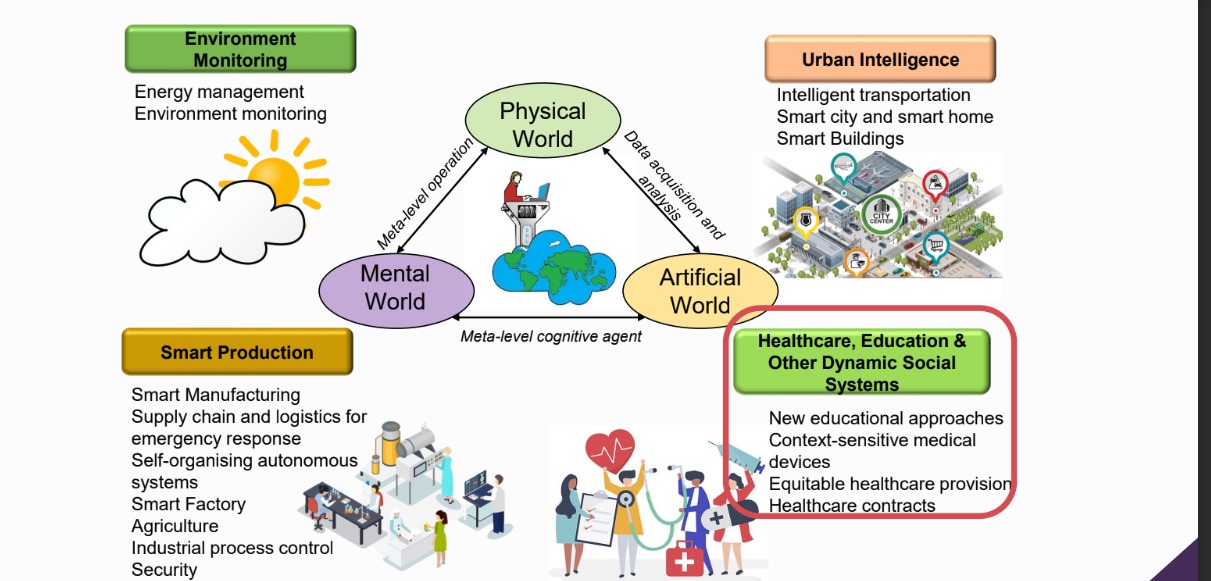 Environment
Monitoring
Energy management
Environment monitoring
Physical
World
Urban Intelligence
Intelligent transportation
Smart city and smart home
Smart Buildings
CITY
CENTER
Meta-level operation
Data acquisition and
analysis
Mental
World
Artificial
World
Meta-level cognitive agent
Smart Production
Smart Manufacturing
Supply chain and logistics for
emergency response
Self-organising autonomous
systems
Smart Factory
Agriculture
Industrial process control
Security
Healthcare, Education &
Other Dynamic Social
Systems
New educational approaches
Context-sensitive medical
devices
Equitable healthcare provision
Healthcare contracts